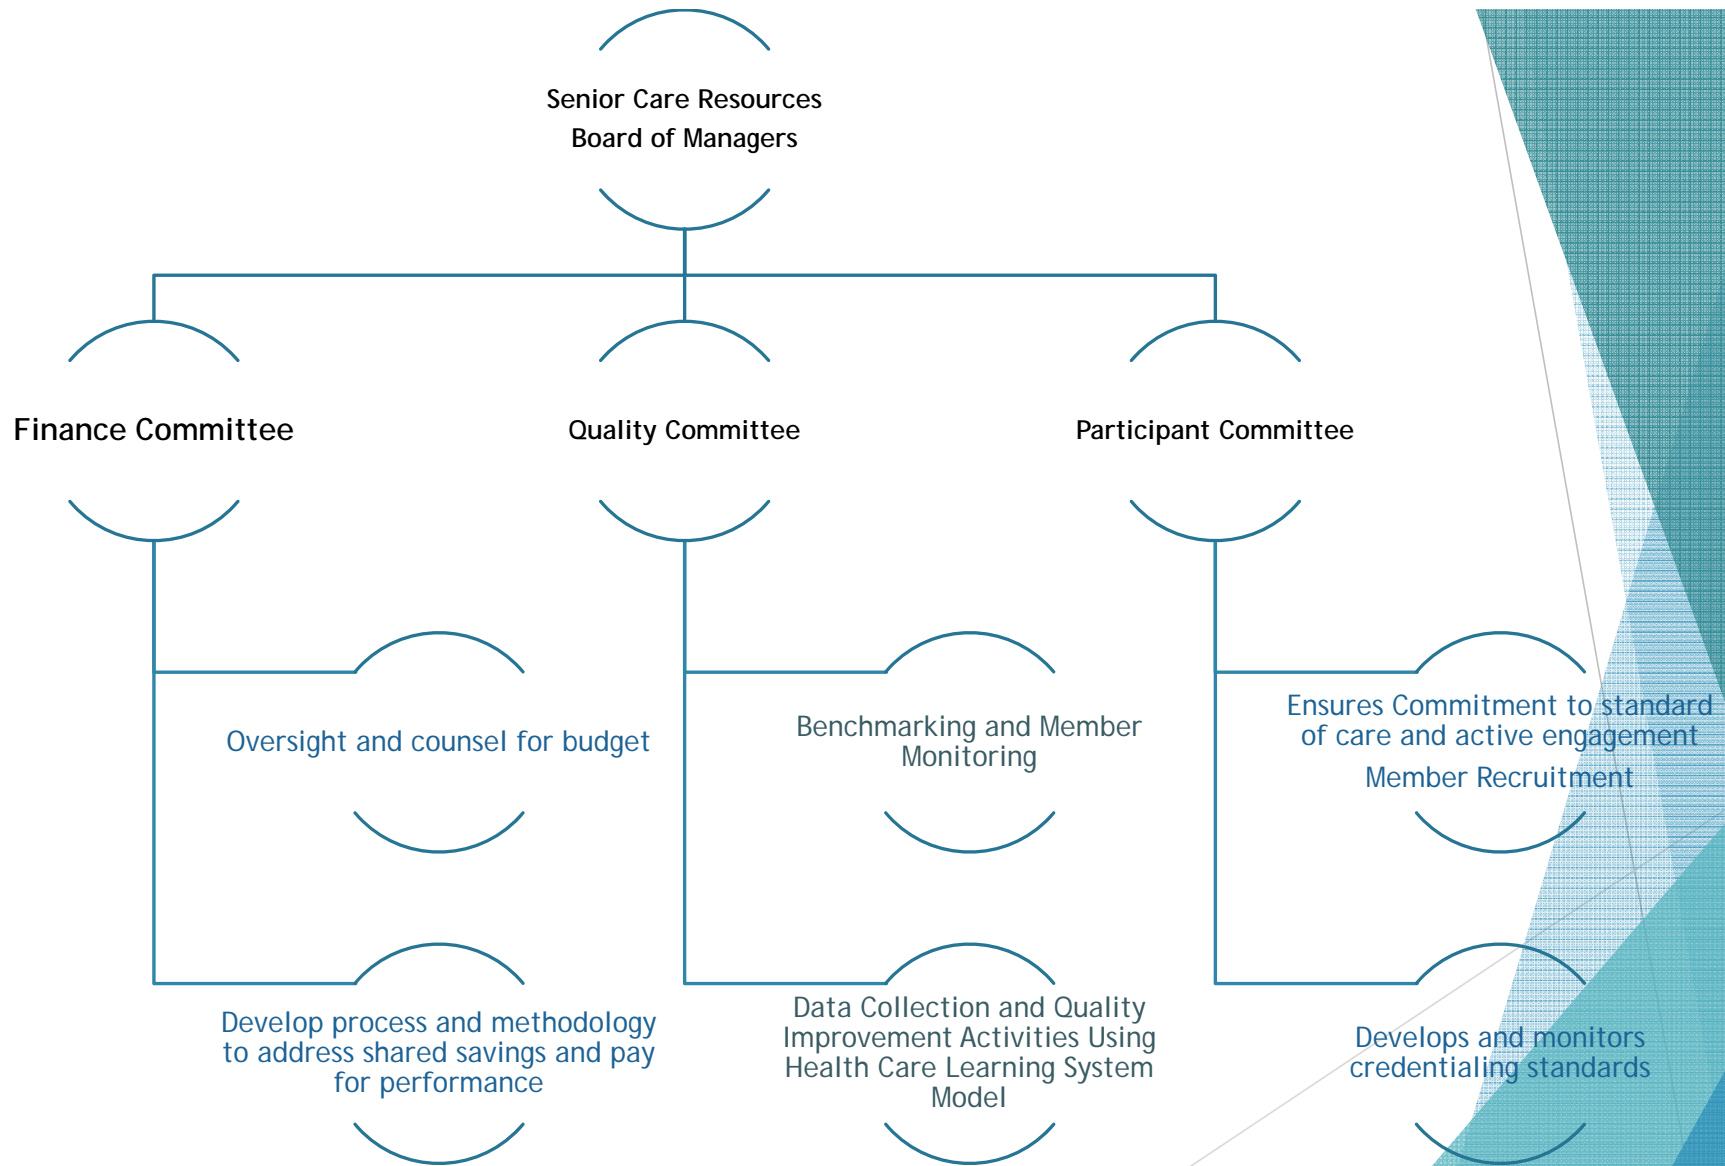 Senior Care Resources
Board of Managers
Finance Committee
Quality Committee
Participant Committee
Oversight and counsel for budget
Benchmarking and Member
Monitoring
Ensures Commitment to standard
of care and active engagement
Member Recruitment
Develop process and methodology
to address shared savings and pay
for performance
Data Collection and Quality
Improvement Activities Using
Health Care Learning System
Model
Develops and monitors
credentialing standards